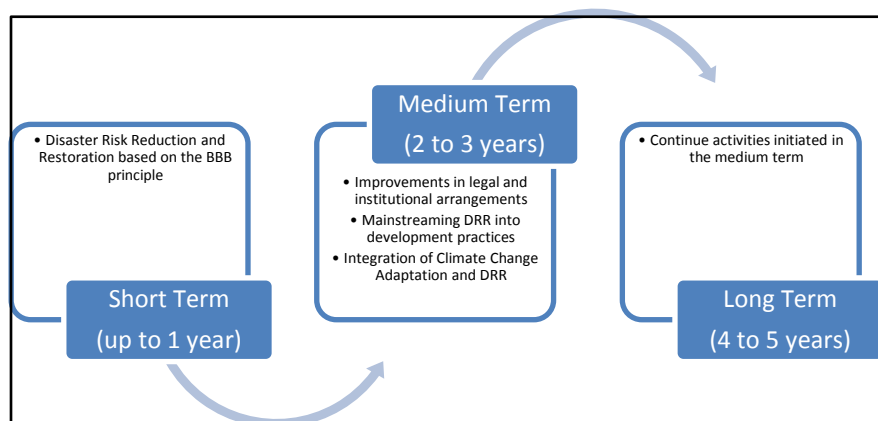 • Disaster Risk Reduction and
Restoration based on the BBB
principle
Short Term
(up to 1 year)
Medium Term
(2 to 3 years)
• Improvements in legal and
institutional arrangements
• Mainstreaming DRR into
development practices
• Integration of Climate Change
Adaptation and DRR
• Continue activities initiated in
the medium term
Long Term
(4 to 5 years)